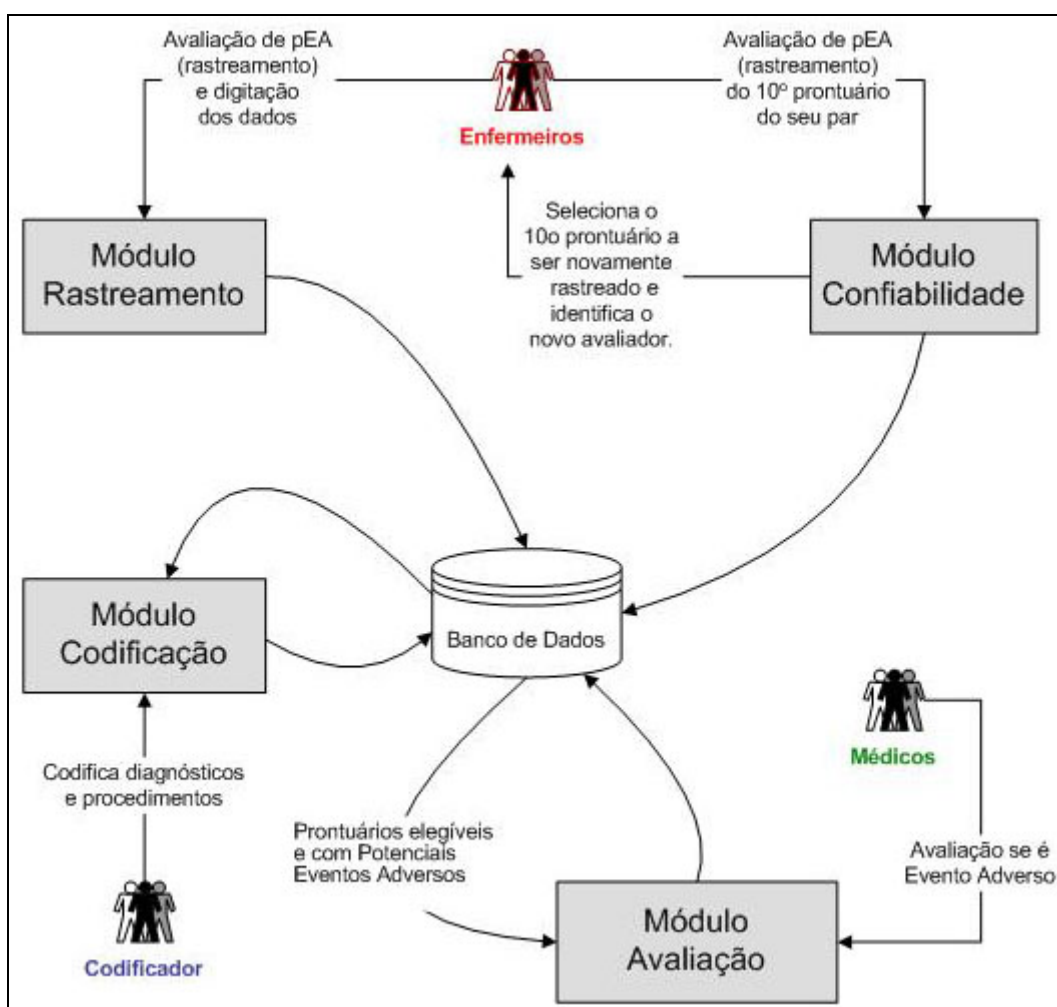 Avaliação de pEA
(rastreamento)
e digitação
dos dados
Enfermeiros
Avaliação de pEA
(rastreamento)
do 10º prontuário
do seu par
Módulo
Rastreamento
Seleciona o
10o prontuário a
ser novamente
rastreado e
identifica o
novo avaliador.
Módulo
Confiabilidade
Módulo
Codificação
Banco de Dados
Médicos
Codifica diagnósticos
e procedimentos
Prontuários elegíveis
e com Potenciais
Eventos Adversos
Avaliação se é
Evento Adverso
Módulo
Avaliação
Codificador